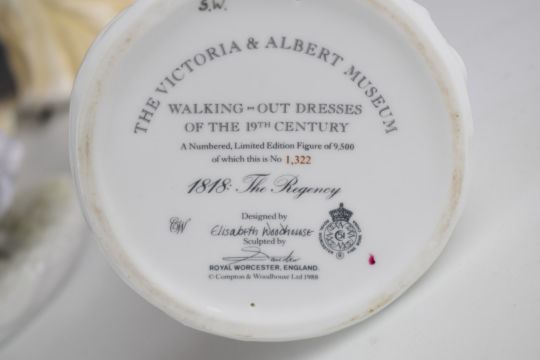 S.W.
THE VICTORIA & ALBERT MUSEUM
WALKING-OUT DRESSES
OF THE 19TH CENTURY
A Numbered, Limited Edition Figure of 9,500
of which this is No 1,322
1818: The Regency
Designed by
CW Elisabeth Woodhouse
Sculpted by
ROYAL WORCESTER, ENGLAND.
© Compton & Woodhouse Ltd 1988